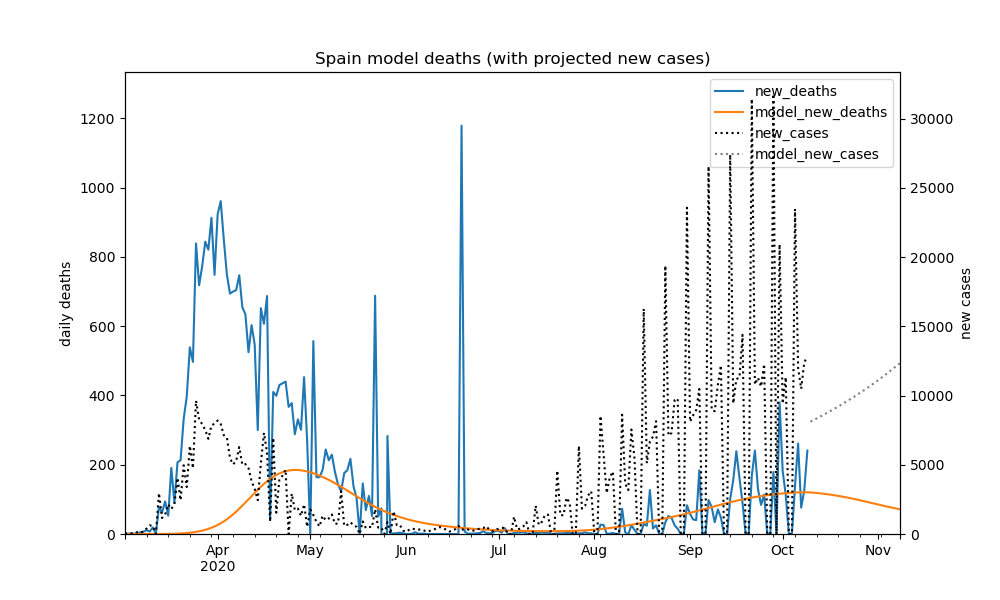 Spain model deaths (with projected new cases)
new_deaths
model_new_deaths
new_cases
model_new_cases
daily deaths
1200
1000
800
600
400
200
0
30000
25000
20000
15000
10000
5000
0
new cases
Apr
2020
May
Jun
Jul
Aug
Sep
Oct
Nov